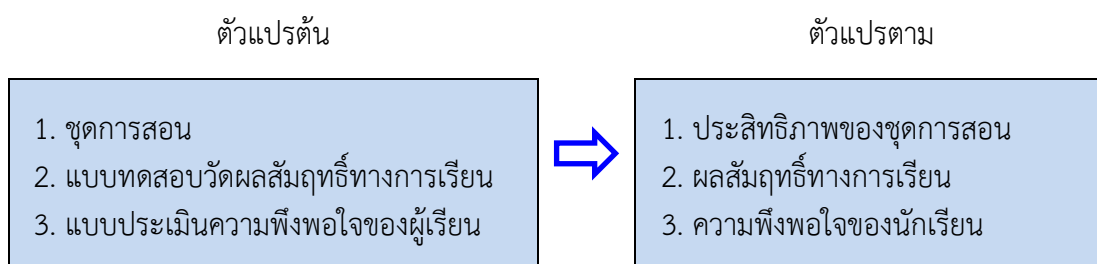 ตัวแปรต้น
ตัวแปรตาม
1. ชุดการสอน
2. แบบทดสอบวัดผลสัมฤทธิ์ทางการเรียน
3. แบบประเมินความพึงพอใจของผู้เรียน
1. ประสิทธิภาพของชุดการสอน
2. ผลสัมฤทธิ์ทางการเรียน
3. ความพึงพอใจของนักเรียน